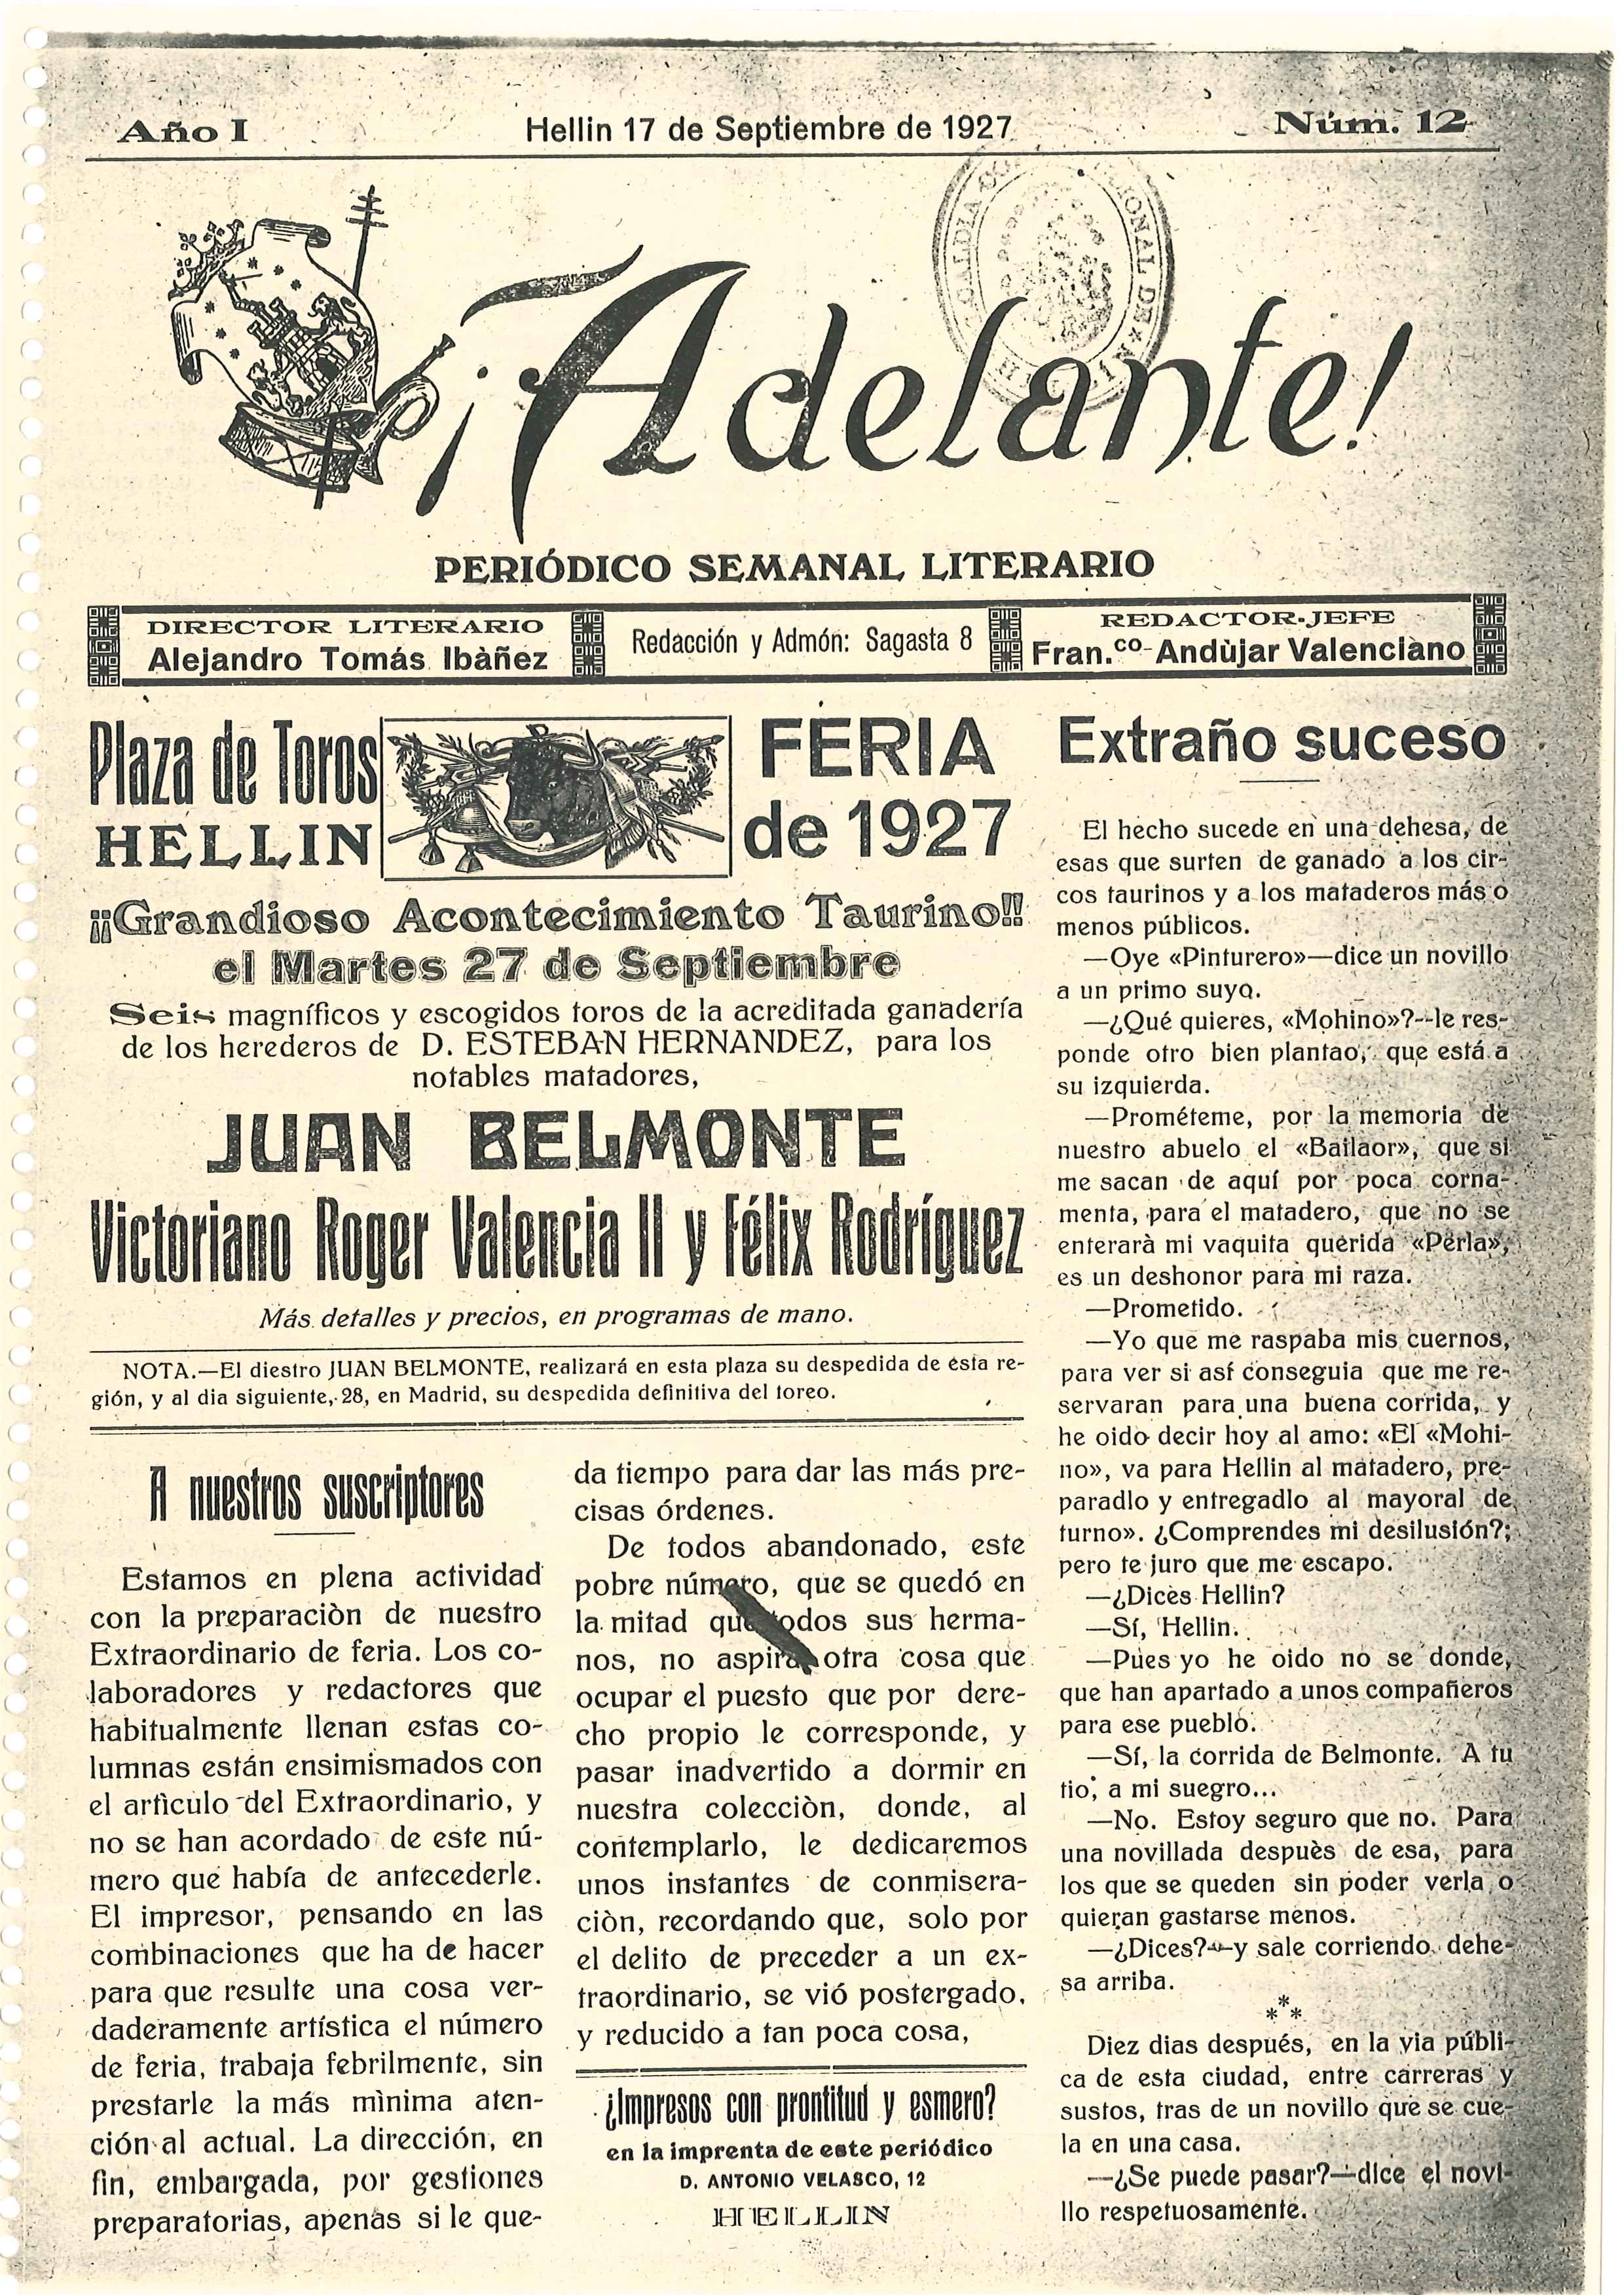 Año I
Hellin 17 de Septiembre de 1927
Núm. 12
¡Adelante!
PERIÓDICO SEMANAL LITERARIO
DIRECTOR LITERARIO
Alejandro Tomás Ibàñez
Redacción y Admón: Sagasta 8
REDACTOR-JEFE
Fran.co Andùjar Valenciano
Plaza de Toros
HELLIN
FERIA
de 1927
¡¡Grandioso Acontecimiento Taurino!!
el Martes 27 de Septiembre
Seis magníficos y escogidos toros de la acreditada ganadería
de los herederos de D. ESTEBAN HERNANDEZ, para los
notables matadores,
JUAN BELMONTE
Victoriano Roger Valencia II y Félix Rodríguez
Más detalles y precios, en programas de mano.
NOTA.—El diestro JUAN BELMONTE, realizará en esta plaza su despedida de esta re-
gión, y al dia siguiente, 28, en Madrid, su despedida definitiva del toreo.
A nuestros suscriptores
Estamos en plena actividad
con la preparaciòn de nuestro
Extraordinario de feria. Los co-
laboradores y redactores que
habitualmente llenan estas co-
lumnas están ensimismados con
el artìculo del Extraordinario, y
no se han acordado de este nú-
mero que había de antecederle.
El impresor, pensando en las
combinaciones que ha de hacer
para que resulte una cosa ver-
daderamente artística el número
de feria, trabaja febrilmente, sin
prestarle la más mìnima aten-
ción al actual. La dirección, en
fin, embargada, por gestiones
preparatorias, apenas si le que-
da tiempo para dar las más pre-
cisas órdenes.
De todos abandonado, este
pobre número, que se quedó en
la mitad que todos sus herma-
nos, no aspira otra cosa que
ocupar el puesto que por dere-
cho propio le corresponde, y
pasar inadvertido a dormir en
nuestra colecciòn, donde, al
contemplarlo, le dedicaremos
unos instantes de conmisera-
ciòn, recordando que, solo por
el delito de preceder a un ex-
traordinario, se vió postergado,
y reducido a tan poca cosa,
¿Impresos con prontitud y esmero?
en la imprenta de este periódico
D. ANTONIO VELASCO, 12
HELLIN
Extraño suceso
El hecho sucede en una dehesa, de
esas que surten de ganado a los cir-
cos taurinos y a los mataderos más o
menos públicos.
—Oye «Pinturero»—dice un novillo
a un primo suyo.
—¿Qué quieres, «Mohino»?--le res-
ponde otro bien plantao, que está a
su izquierda.
—Prométeme, por la memoria de
nuestro abuelo el «Bailaor», que si
me sacan de aquí por poca corna-
menta, para el matadero, que no se
enterarà mi vaquita querida «Perla»,
es un deshonor para mi raza.
—Prometido.
—Yo que me raspaba mis cuernos,
para ver si así conseguia que me re-
servaran para una buena corrida, y
he oido decir hoy al amo: «El «Mohi-
no», va para Hellin al matadero, pre-
paradlo y entregadlo al mayoral de
turno». ¿Comprendes mi desilusión?;
pero te juro que me escapo.
—¿Dices Hellin?
—Sí, Hellin.
—Pues yo he oido no se donde,
que han apartado a unos compañeros
para ese pueblo.
—Sí, la corrida de Belmonte. A tu
tio, a mi suegro...
—No. Estoy seguro que no. Para
una novillada despuès de esa, para
los que se queden sin poder verla o
quieran gastarse menos.
—¿Dices?—y sale corriendo dehe-
sa arriba.
***
Diez dias después, en la via públi-
ca de esta ciudad, entre carreras y
sustos, tras de un novillo que se cue-
la en una casa.
—¿Se puede pasar?—dice el novi-
llo respetuosamente.